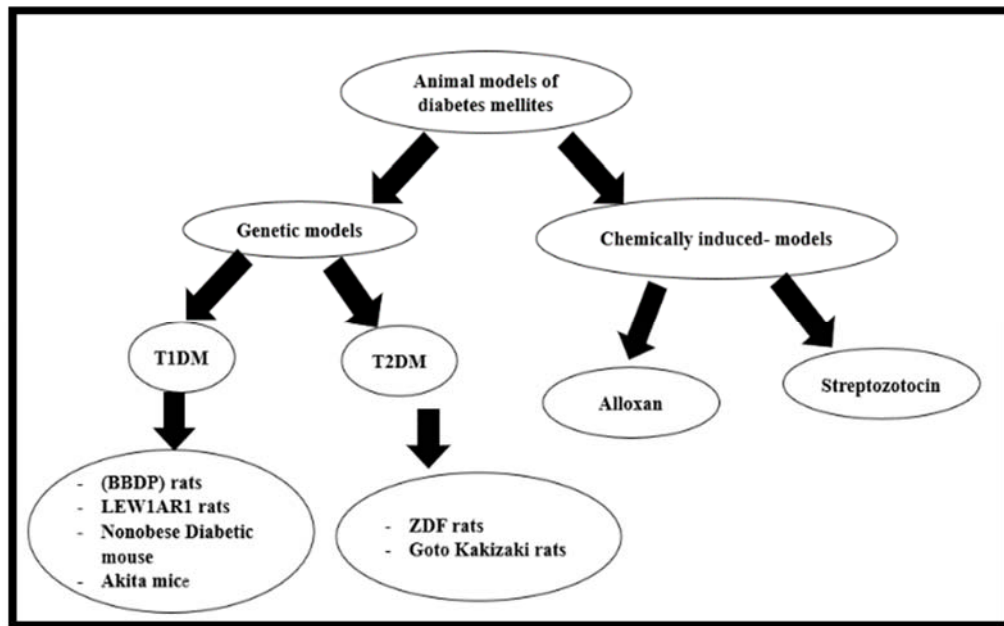 Animal models of
diabetes mellites
Genetic models
Chemically induced- models
T1DM
T2DM
Alloxan
Streptozotocin
- (BBDP) rats
- LEW1AR1 rats
- Nonobese Diabetic
mouse
- Akita mice
- ZDF rats
- Goto Kakizaki rats